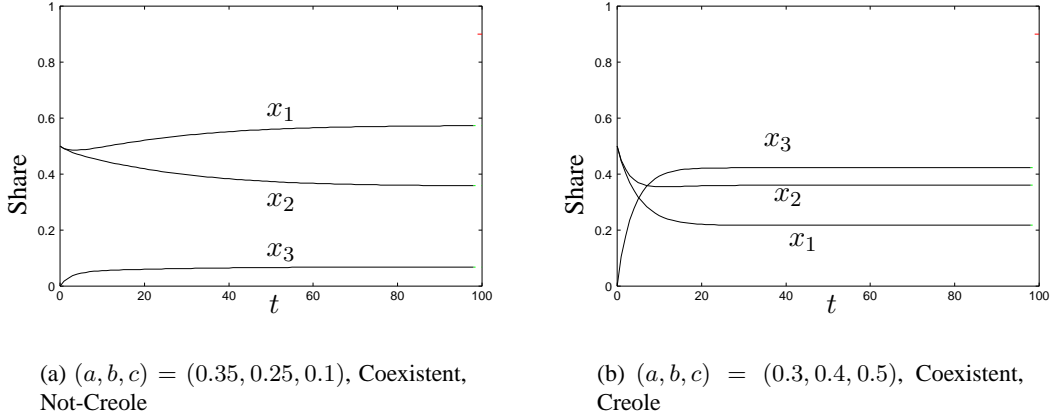 1
0.8
0.6
0.4
0.2
0
Share
x1
x2
x3
0 20 40 60 80 100
t
(a) (a, b, c) = (0.35, 0.25, 0.1), Coexistent,
Not-Creole
1
0.8
0.6
0.4
0.2
0
Share
x3
x2
x1
0 20 40 60 80 100
t
(b) (a, b, c) = (0.3, 0.4, 0.5), Coexistent,
Creole